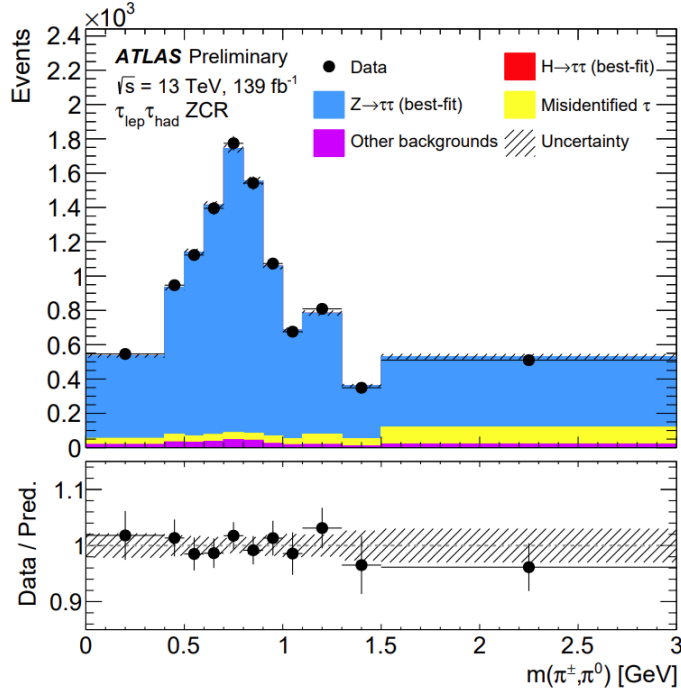 ×10³
Events
2.4
2.2
2
1.8
1.6
1.4
1.2
1
0.8
0.6
0.4
0.2
0
ATLAS Preliminary
√s = 13 TeV, 139 fb⁻¹
τlep τhad ZCR
Data
Z→ττ (best-fit)
Other backgrounds
H→ττ (best-fit)
Misidentified τ
Uncertainty
Data / Pred.
1.1
1
0.9
0 0.5 1 1.5 2 2.5 3
m(π±,π⁰) [GeV]